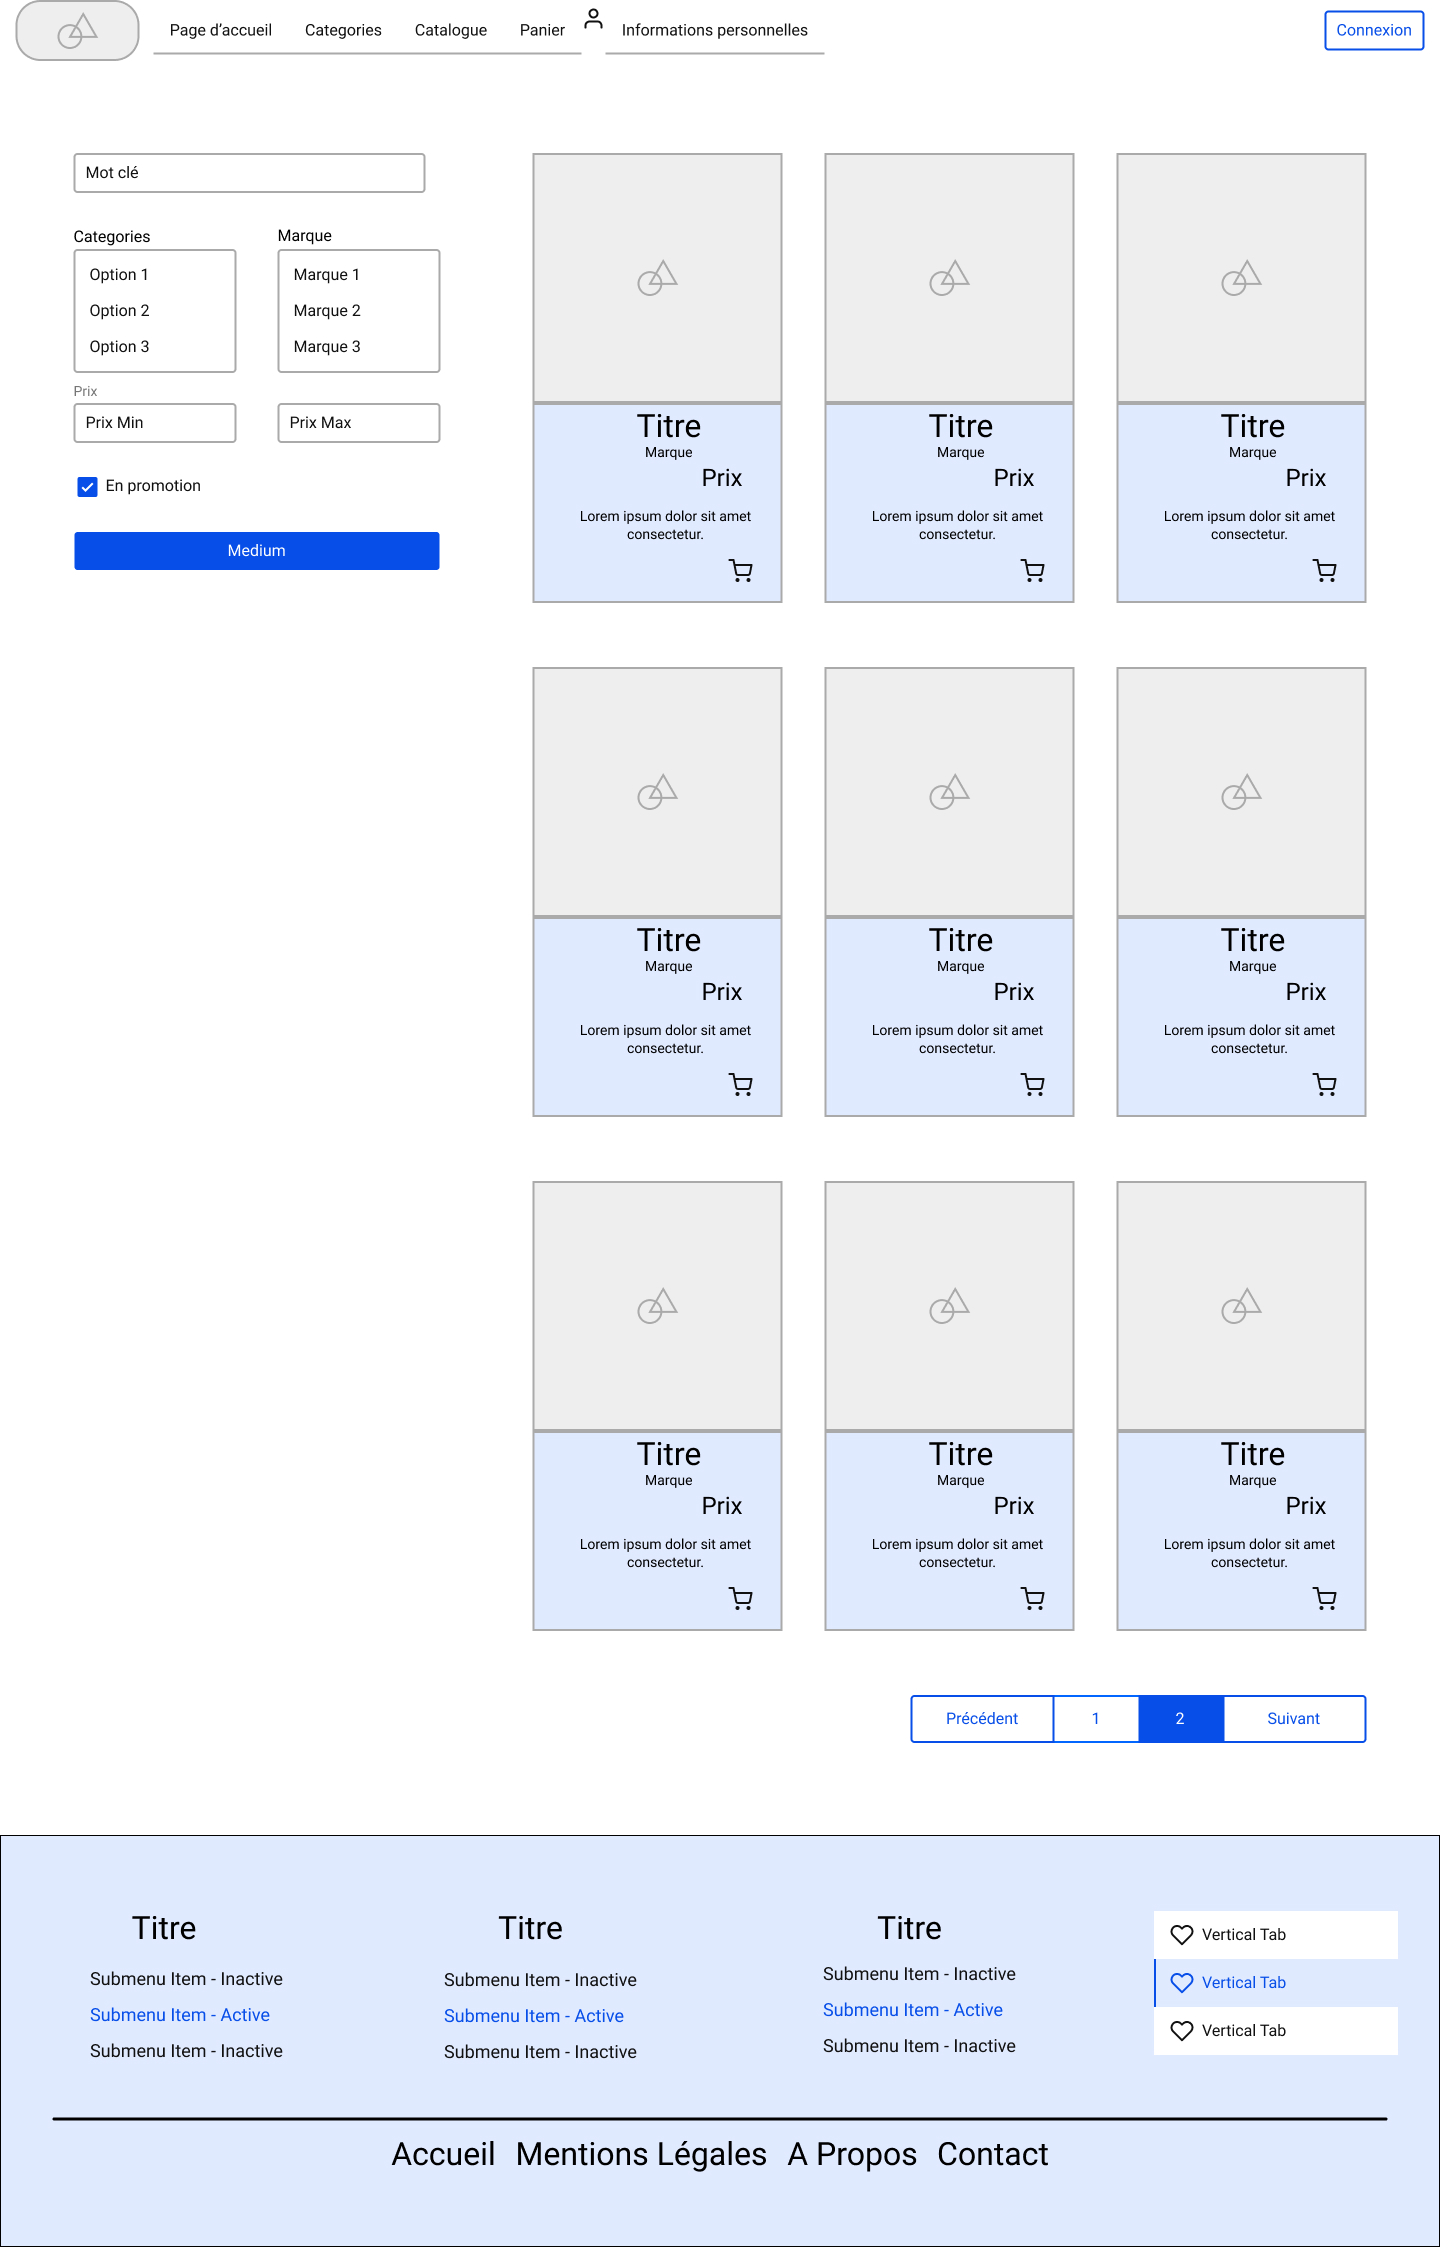 Page d’accueil Categories Catalogue Panier Informations personnelles Connexion
Mot clé
Categories Marque
Option 1 Marque 1
Option 2 Marque 2
Option 3 Marque 3
Prix
Prix Min Prix Max
En promotion
Medium
Titre Titre Titre
Marque Marque Marque
Prix Prix Prix
Lorem ipsum dolor sit amet Lorem ipsum dolor sit amet Lorem ipsum dolor sit amet
consectetur. consectetur. consectetur.
Titre Titre Titre
Marque Marque Marque
Prix Prix Prix
Lorem ipsum dolor sit amet Lorem ipsum dolor sit amet Lorem ipsum dolor sit amet
consectetur. consectetur. consectetur.
Titre Titre Titre
Marque Marque Marque
Prix Prix Prix
Lorem ipsum dolor sit amet Lorem ipsum dolor sit amet Lorem ipsum dolor sit amet
consectetur. consectetur. consectetur.
Précédent 1 2 Suivant
Titre
Submenu Item - Inactive
Submenu Item - Active
Submenu Item - Inactive
Titre
Submenu Item - Inactive
Submenu Item - Active
Submenu Item - Inactive
Titre
Submenu Item - Inactive
Submenu Item - Active
Submenu Item - Inactive
Vertical Tab
Vertical Tab
Vertical Tab
Accueil Mentions Légales A Propos Contact